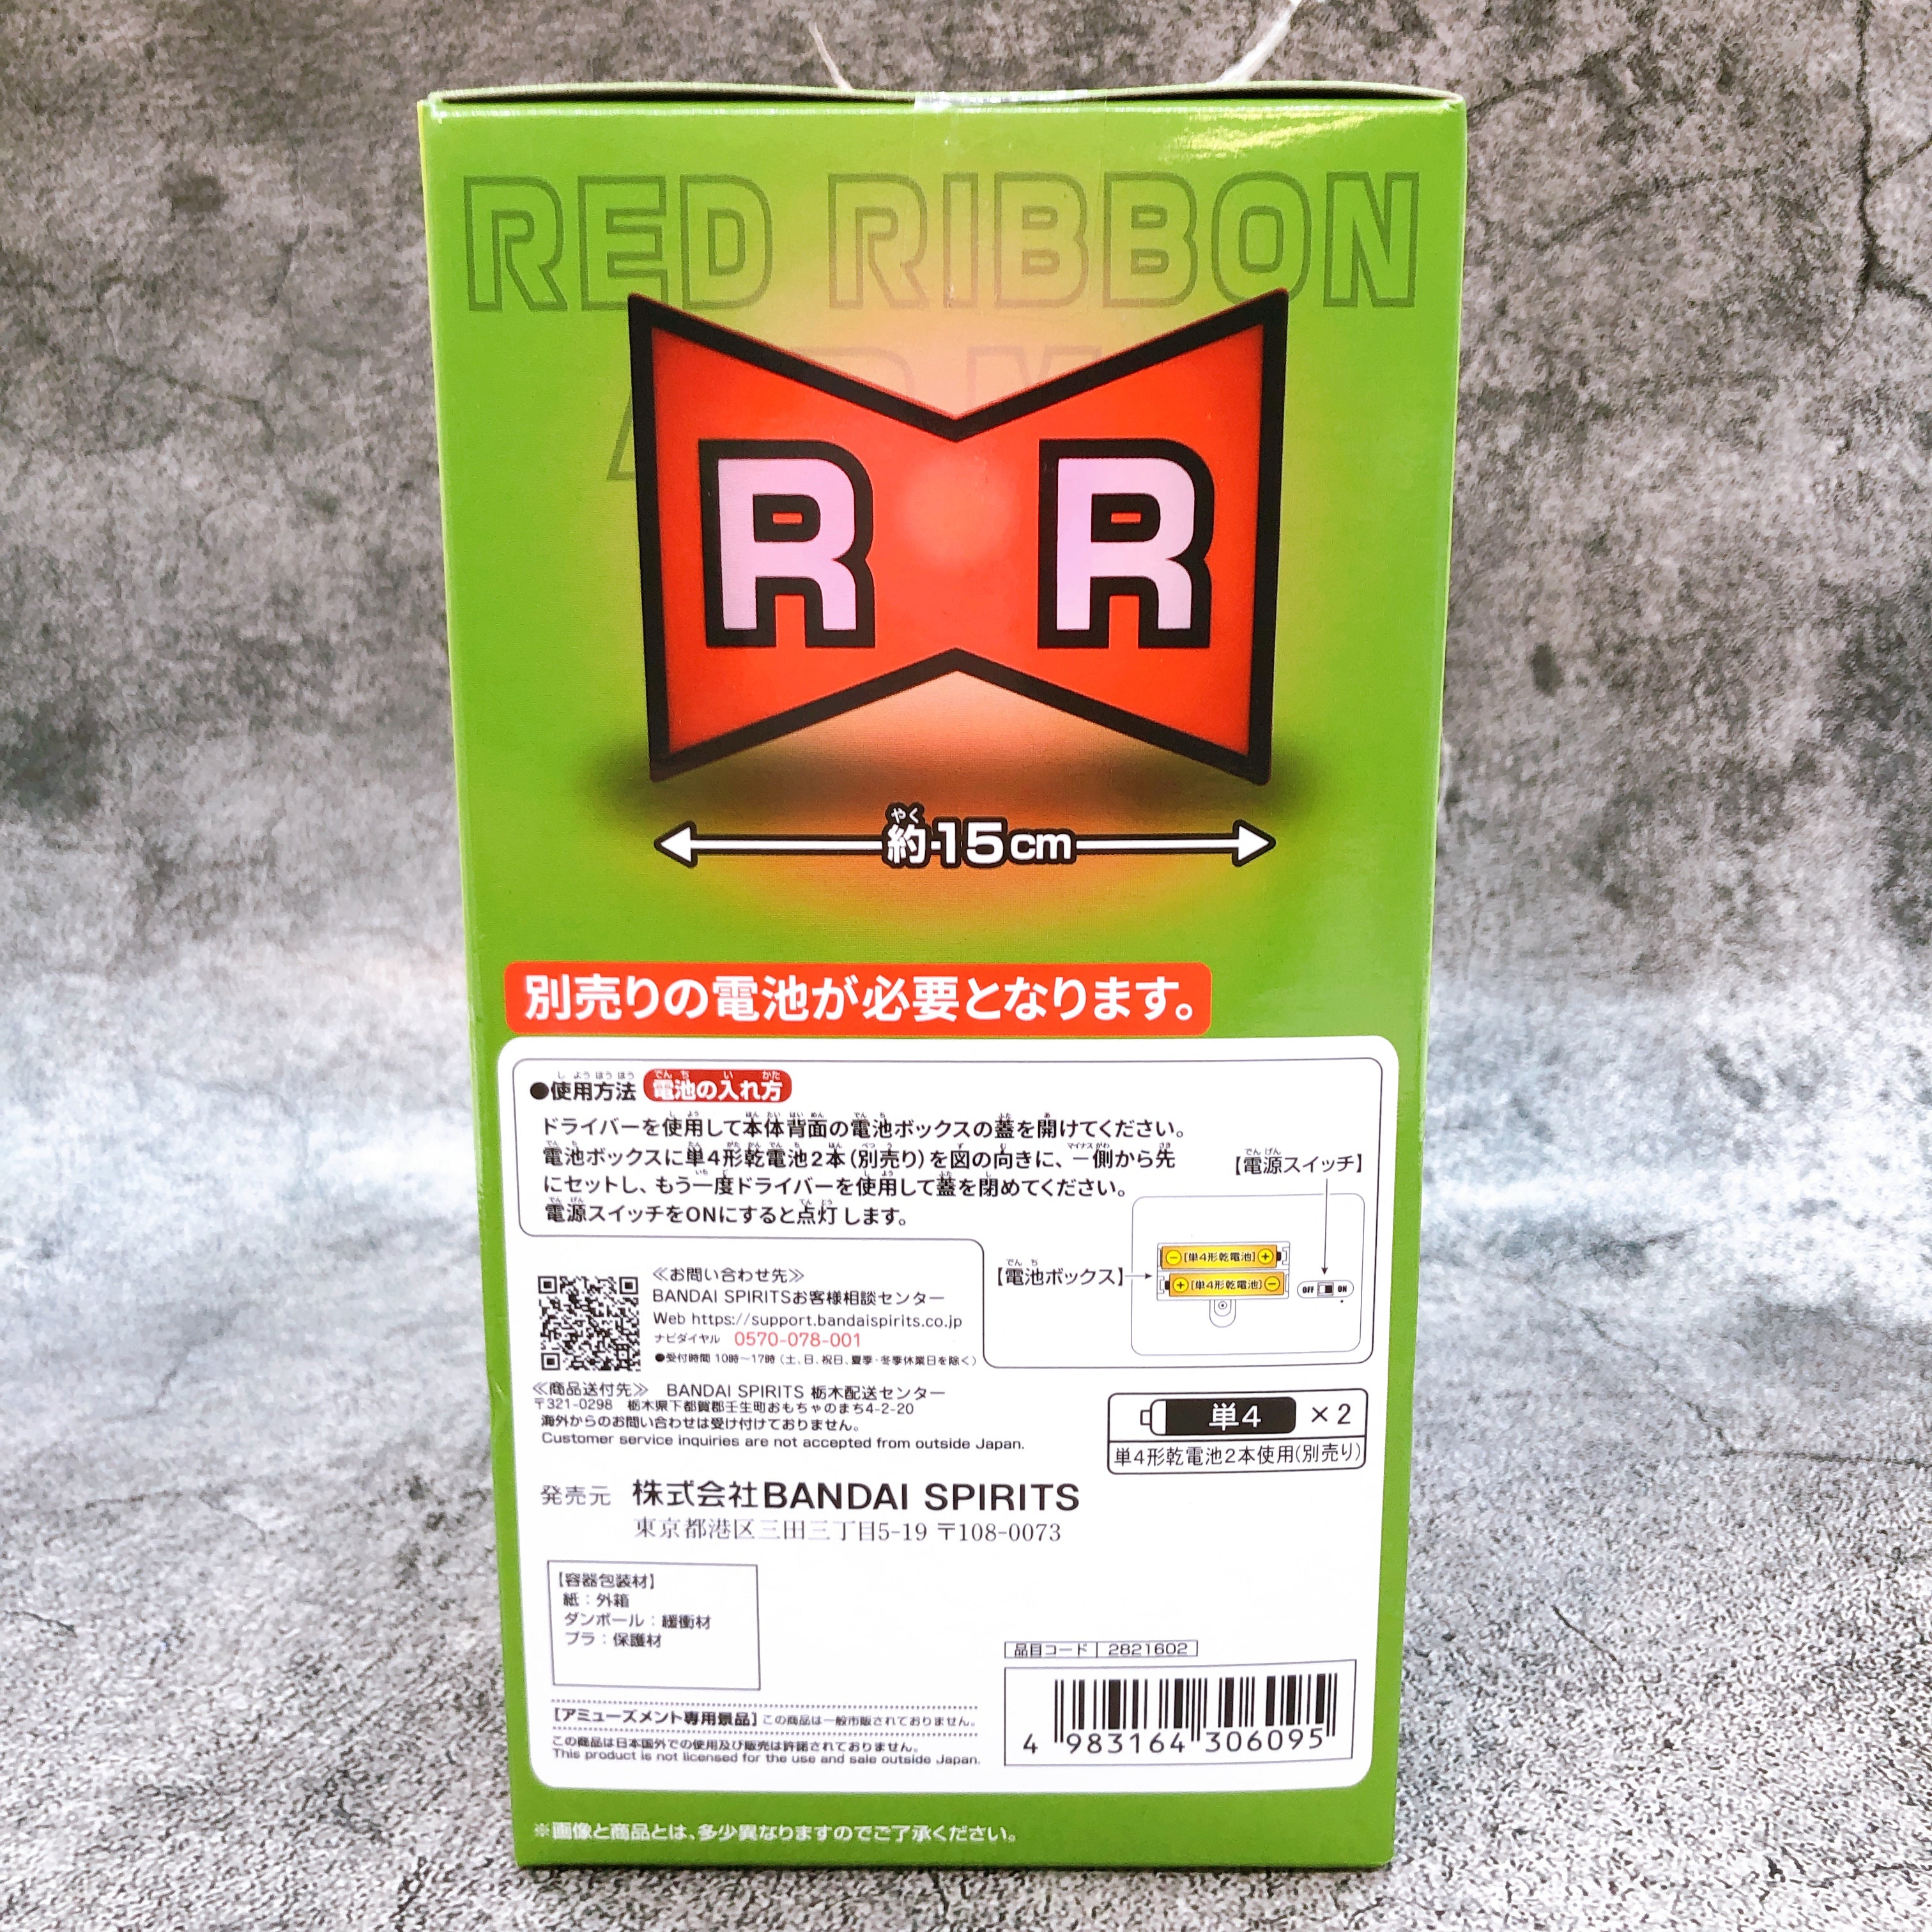 RED RIBBON
R R
約15cm
別売りの電池が必要となります。
●使用方法 電池の入れ方
ドライバーを使用して本体背面の電池ボックスの蓋を開けてください。
電池ボックスに単4形乾電池2本(別売り)を図の向きに、ー側から先
にセットし、もう一度ドライバーを使用して蓋を閉めてください。
電源スイッチをONにすると点灯します。
【電源スイッチ】
【電池ボックス】
⊖[単4形乾電池]⊕
⊕[単4形乾電池]⊖
OFF ON
≪お問い合わせ先≫
BANDAI SPIRITSお客様相談センター
Web https://support.bandaispirits.co.jp
ナビダイヤル 0570-078-001
●受付時間 10時〜17時(土、日、祝日、夏季・冬季休業日を除く)
≪商品送付先≫ BANDAI SPIRITS 栃木配送センター
〒321-0298 栃木県下都賀郡壬生町おもちゃのまち4-2-20
海外からのお問い合わせは受け付けておりません。
Customer service inquiries are not accepted from outside Japan.
単4 ×2
単4形乾電池2本使用(別売り)
発売元 株式会社BANDAI SPIRITS
東京都港区三田三丁目5-19 〒108-0073
【容器包装材】
紙：外箱
ダンボール：緩衝材
プラ：保護材
品目コード 2821602
4 983164 306095
[アミューズメント専用景品] この商品は一般市販されておりません。
この商品は日本国外での使用及び販売は許諾されておりません。
This product is not licensed for the use and sale outside Japan.
※画像と商品とは、多少異なりますのでご了承ください。